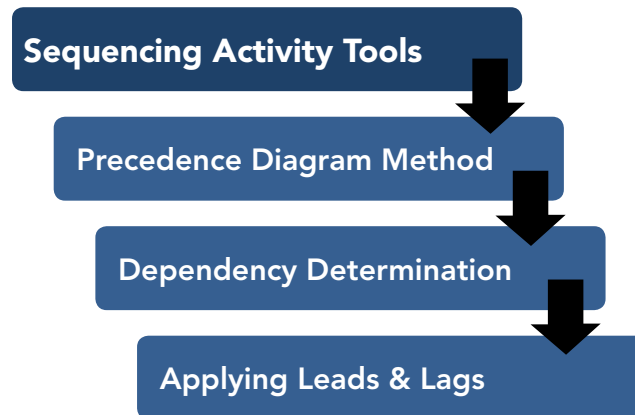 Sequencing Activity Tools
Precedence Diagram Method
Dependency Determination
Applying Leads & Lags